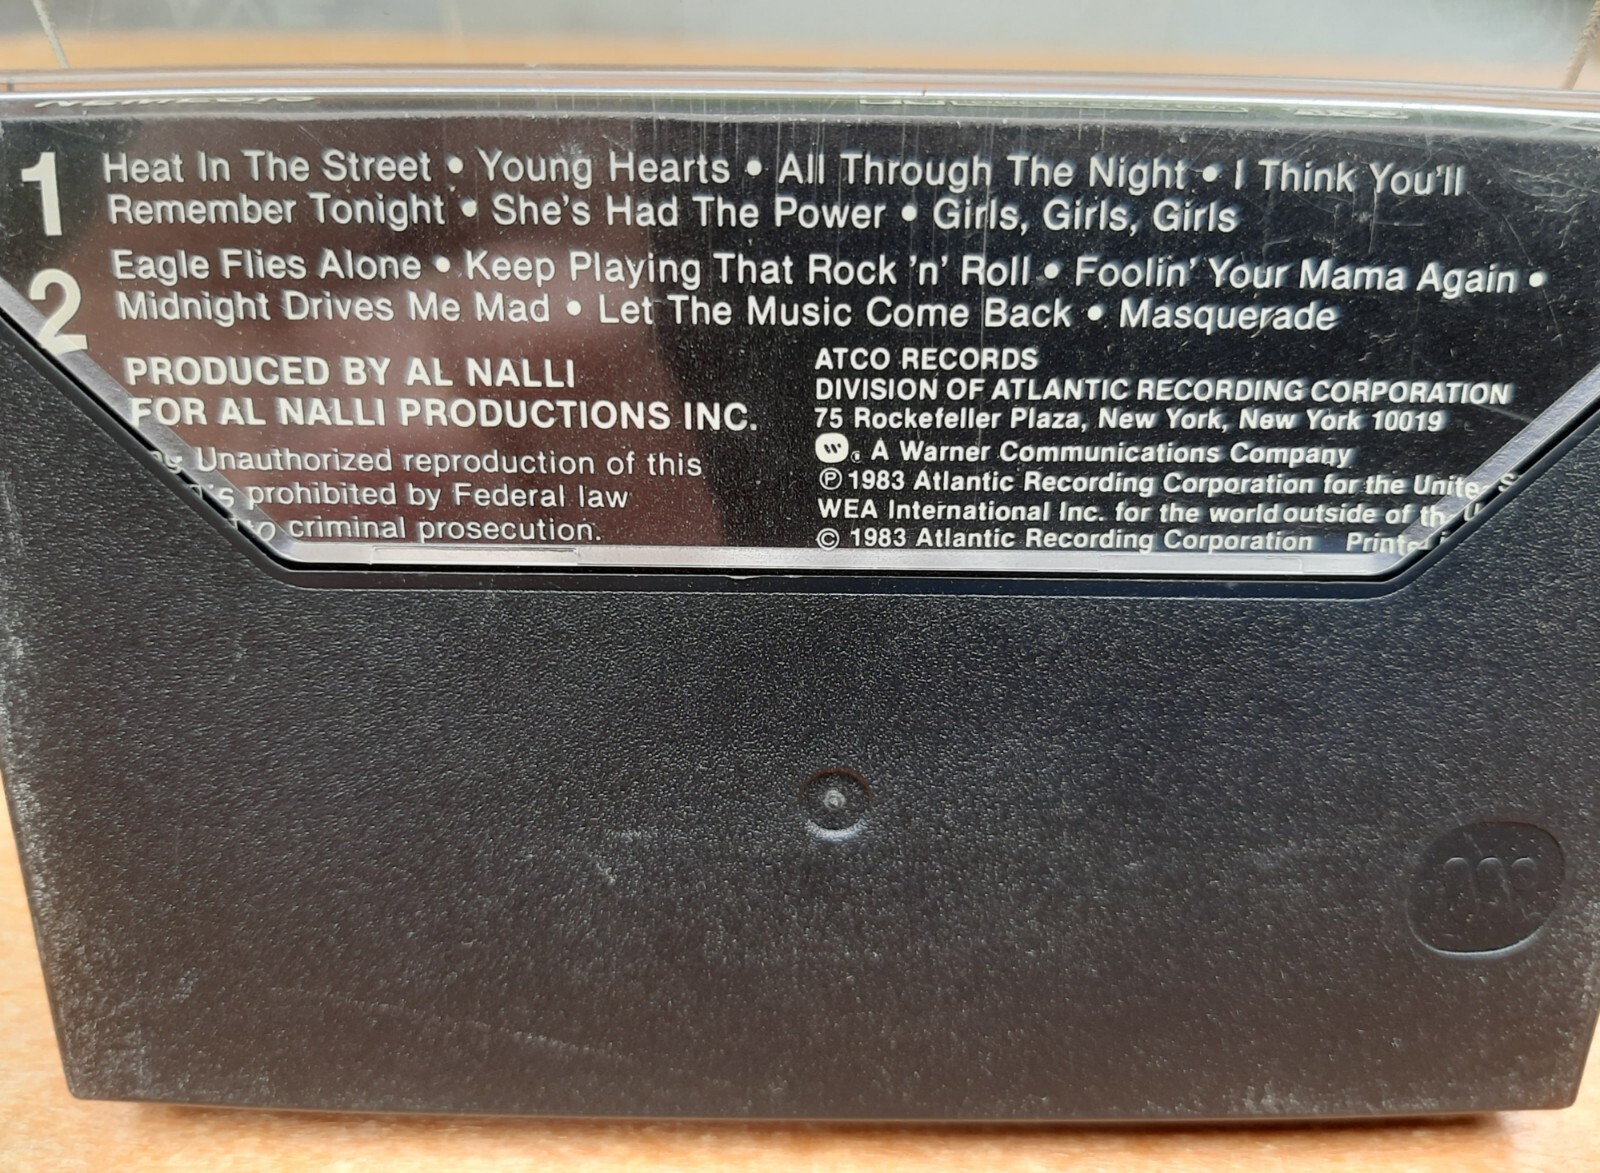 1 Heat In The Street • Young Hearts • All Through The Night • I Think You'll
Remember Tonight • She's Had The Power • Girls, Girls, Girls
2 Eagle Flies Alone • Keep Playing That Rock 'n' Roll • Foolin' Your Mama Again •
Midnight Drives Me Mad • Let The Music Come Back • Masquerade
PRODUCED BY AL NALLI
FOR AL NALLI PRODUCTIONS INC.
Unauthorized reproduction of this
prohibited by Federal law
to criminal prosecution.
ATCO RECORDS
DIVISION OF ATLANTIC RECORDING CORPORATION
75 Rockefeller Plaza, New York, New York 10019
A Warner Communications Company
℗ 1983 Atlantic Recording Corporation for the
WEA International Inc. for the world outside of
© 1983 Atlantic Recording Corporation